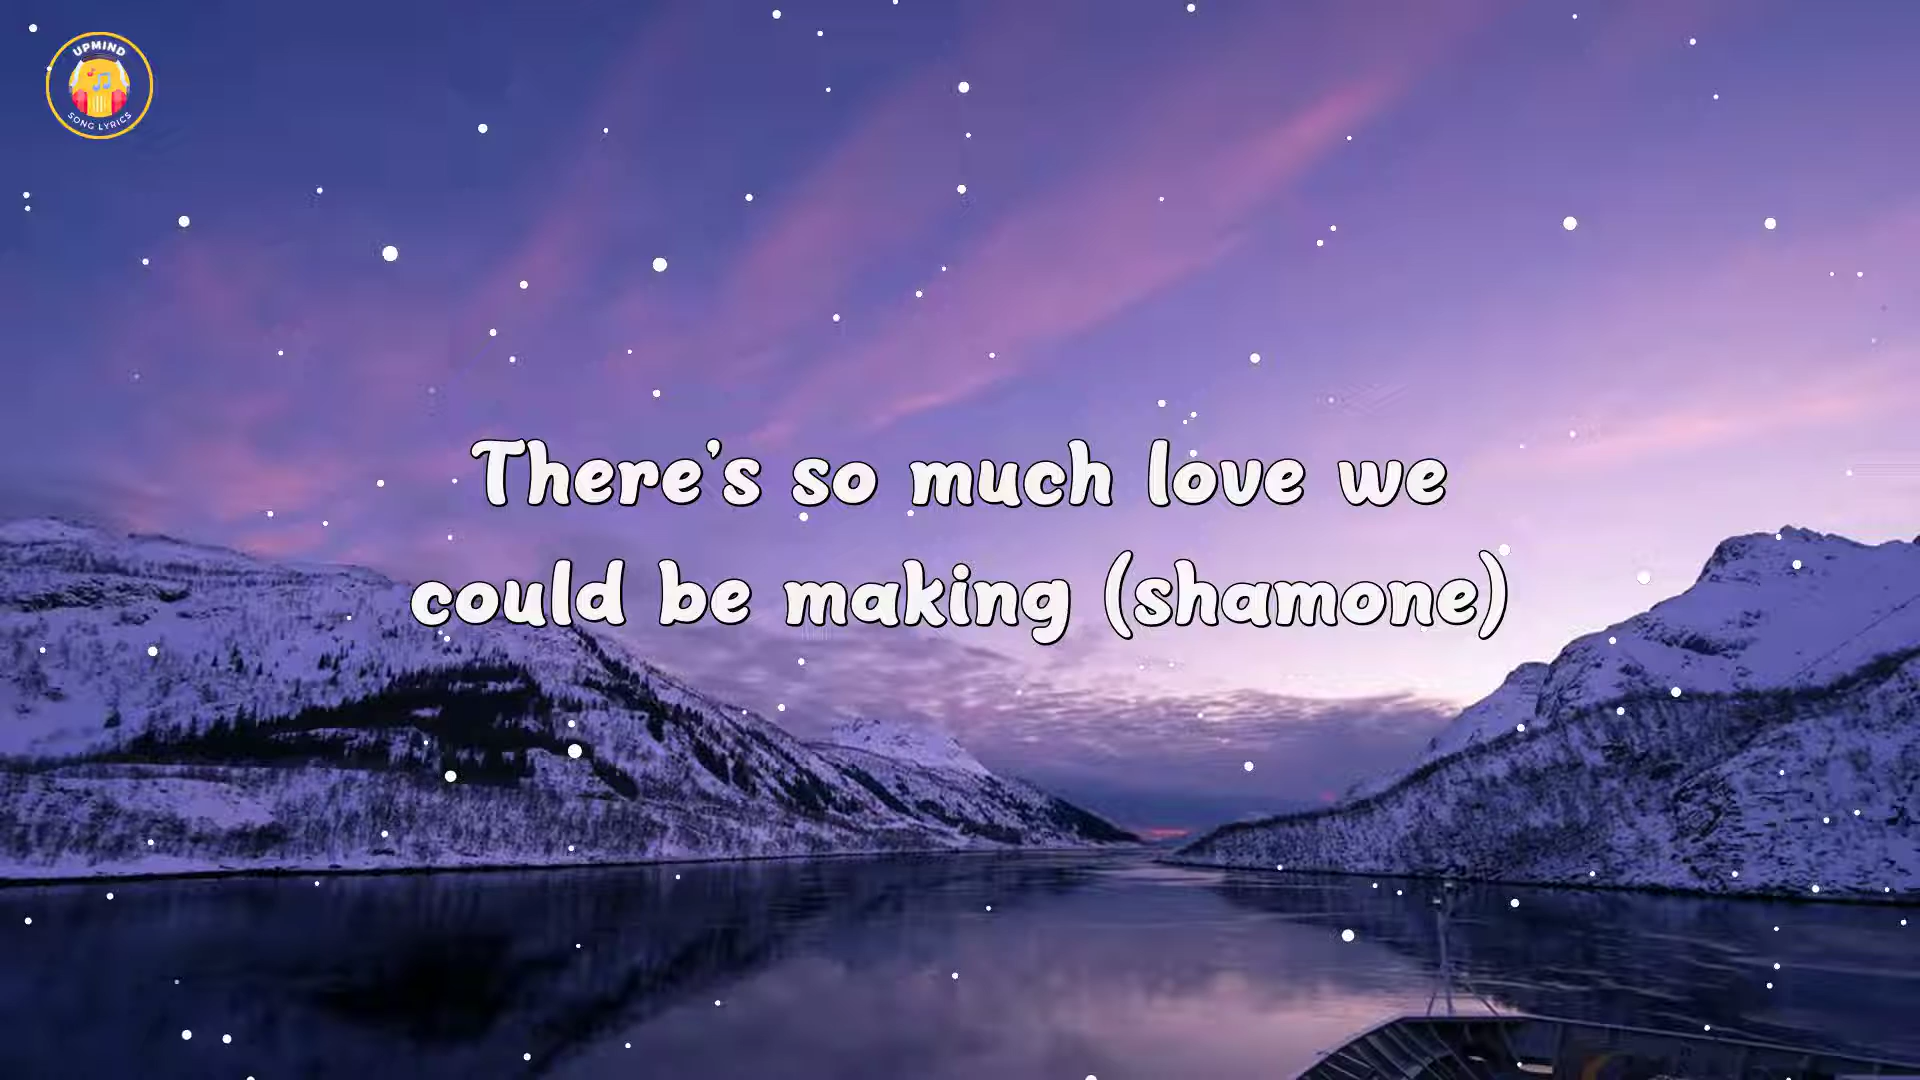 UPMIND
SONG LYRICS
There's so much love we
could be making (shamone)